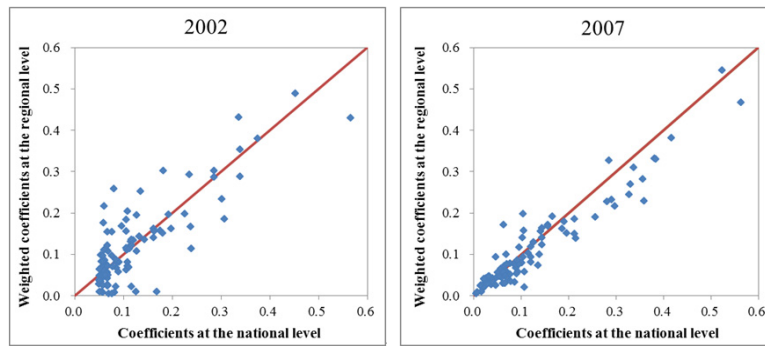 2002
Weighted coefficients at the regional level
0.6
0.5
0.4
0.3
0.2
0.1
0.0
0.0 0.1 0.2 0.3 0.4 0.5 0.6
Coefficients at the national level
2007
Weighted coefficients at the regional level
0.6
0.5
0.4
0.3
0.2
0.1
0.0
0.0 0.1 0.2 0.3 0.4 0.5 0.6
Coefficients at the national level